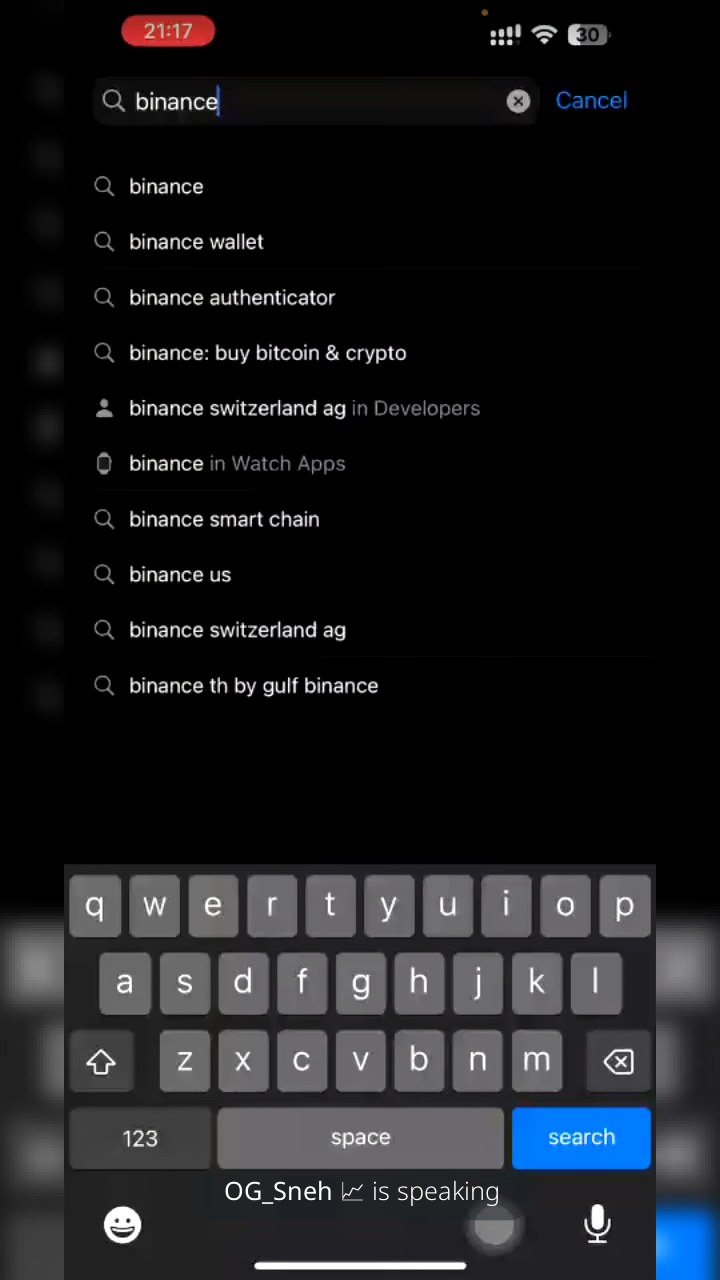 21:17
30
binance
Cancel
binance
binance wallet
binance authenticator
binance: buy bitcoin & crypto
binance switzerland ag in Developers
binance in Watch Apps
binance smart chain
binance us
binance switzerland ag
binance th by gulf binance
q w e r t y u i o p
a s d f g h j k l
z x c v b n m
123 space search
OG_Sneh 📈 is speaking